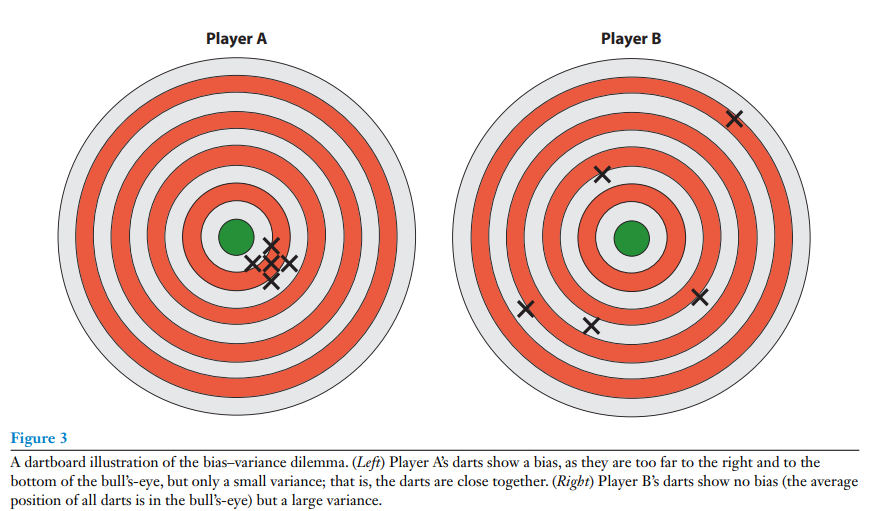 Player A
Player B
Figure 3
A dartboard illustration of the bias–variance dilemma. (Left) Player A's darts show a bias, as they are too far to the right and to the
bottom of the bull's-eye, but only a small variance; that is, the darts are close together. (Right) Player B's darts show no bias (the average
position of all darts is in the bull's-eye) but a large variance.